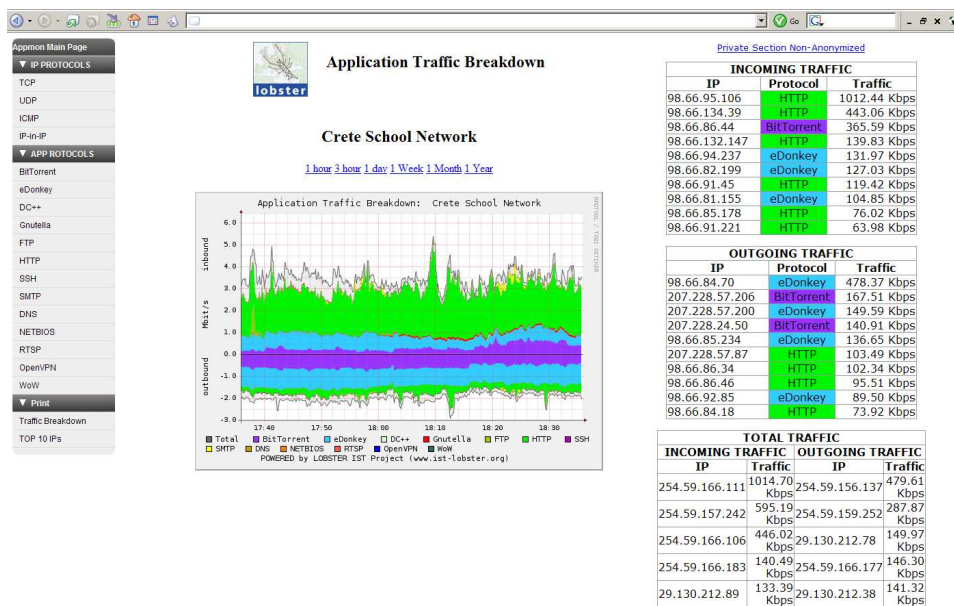 Go
Appmon Main Page
▼ IP PROTOCOLS
TCP
UDP
ICMP
IP-in-IP
▼ APP ROTOCOLS
BitTorrent
eDonkey
DC++
Gnutella
FTP
HTTP
SSH
SMTP
DNS
NETBIOS
RTSP
OpenVPN
WoW
▼ Print
Traffic Breakdown
TOP 10 IPs
lobster
Application Traffic Breakdown
Crete School Network
1 hour 3 hour 1 day 1 Week 1 Month 1 Year
Application Traffic Breakdown: Crete School Network
RRDTOOL / TOBI OETIKER
inbound
Mbit/s
outbound
6.0
5.0
4.0
3.0
2.0
1.0
0.0
-1.0
-2.0
-3.0
17:40 17:50 18:00 18:10 18:20 18:30
Total BitTorrent eDonkey DC++ Gnutella FTP HTTP SSH
SMTP DNS NETBIOS RTSP OpenVPN WoW
POWERED by LOBSTER IST Project (www.ist-lobster.org)
Private Section Non-Anonymized
INCOMING TRAFFIC
IP Protocol Traffic
98.66.95.106 HTTP 1012.44 Kbps
98.66.134.39 HTTP 443.06 Kbps
98.66.86.44 BitTorrent 365.59 Kbps
98.66.132.147 HTTP 139.83 Kbps
98.66.94.237 eDonkey 131.97 Kbps
98.66.82.199 eDonkey 127.03 Kbps
98.66.91.45 HTTP 119.42 Kbps
98.66.81.155 eDonkey 104.85 Kbps
98.66.85.178 HTTP 76.02 Kbps
98.66.91.221 HTTP 63.98 Kbps
OUTGOING TRAFFIC
IP Protocol Traffic
98.66.84.70 eDonkey 478.37 Kbps
207.228.57.206 BitTorrent 167.51 Kbps
207.228.57.200 eDonkey 149.59 Kbps
207.228.24.50 BitTorrent 140.91 Kbps
98.66.85.234 eDonkey 136.65 Kbps
207.228.57.87 HTTP 103.49 Kbps
98.66.86.34 HTTP 102.34 Kbps
98.66.86.46 HTTP 95.51 Kbps
98.66.92.85 eDonkey 89.50 Kbps
98.66.84.18 HTTP 73.92 Kbps
TOTAL TRAFFIC
INCOMING TRAFFIC OUTGOING TRAFFIC
IP Traffic IP Traffic
254.59.166.111 1014.70 Kbps 254.59.156.137 479.61 Kbps
254.59.157.242 595.19 Kbps 254.59.159.252 287.87 Kbps
254.59.166.106 446.02 Kbps 29.130.212.78 149.97 Kbps
254.59.166.183 140.49 Kbps 254.59.166.177 146.30 Kbps
29.130.212.89 133.39 Kbps 29.130.212.38 141.32 Kbps